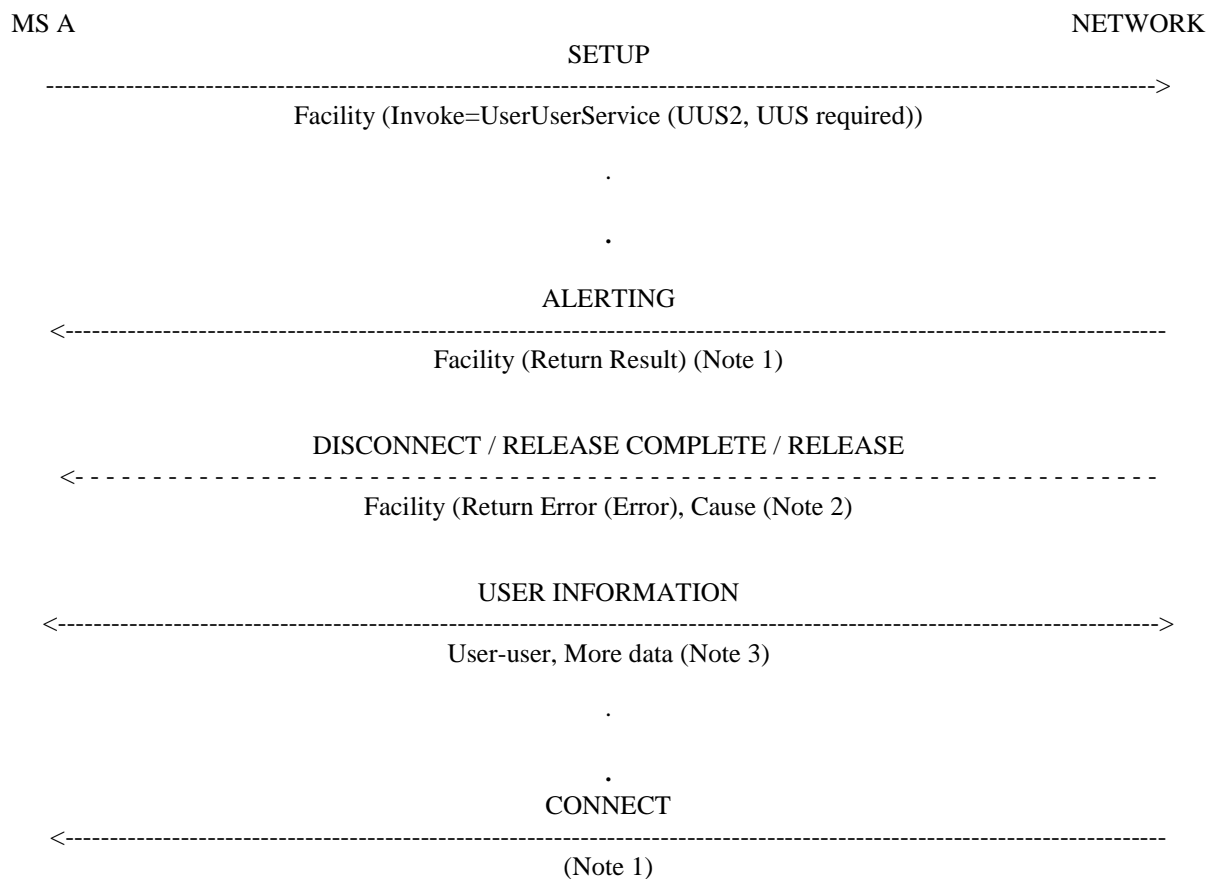 MS A NETWORK
SETUP
------------------------------------------------------------------------------------------------------------------------------>
Facility (Invoke=UserUserService (UUS2, UUS required))
.
.
ALERTING
<-----------------------------------------------------------------------------------------------------------------------------
Facility (Return Result) (Note 1)
DISCONNECT / RELEASE COMPLETE / RELEASE
<- - - - - - - - - - - - - - - - - - - - - - - - - - - - - - - - - - - - - - - - - - - - - - - - - - - - - - - - - - - - - - - - - - - - - -
Facility (Return Error (Error), Cause (Note 2)
USER INFORMATION
<----------------------------------------------------------------------------------------------------------------------------->
User-user, More data (Note 3)
.
.
CONNECT
<-----------------------------------------------------------------------------------------------------------------------------
(Note 1)